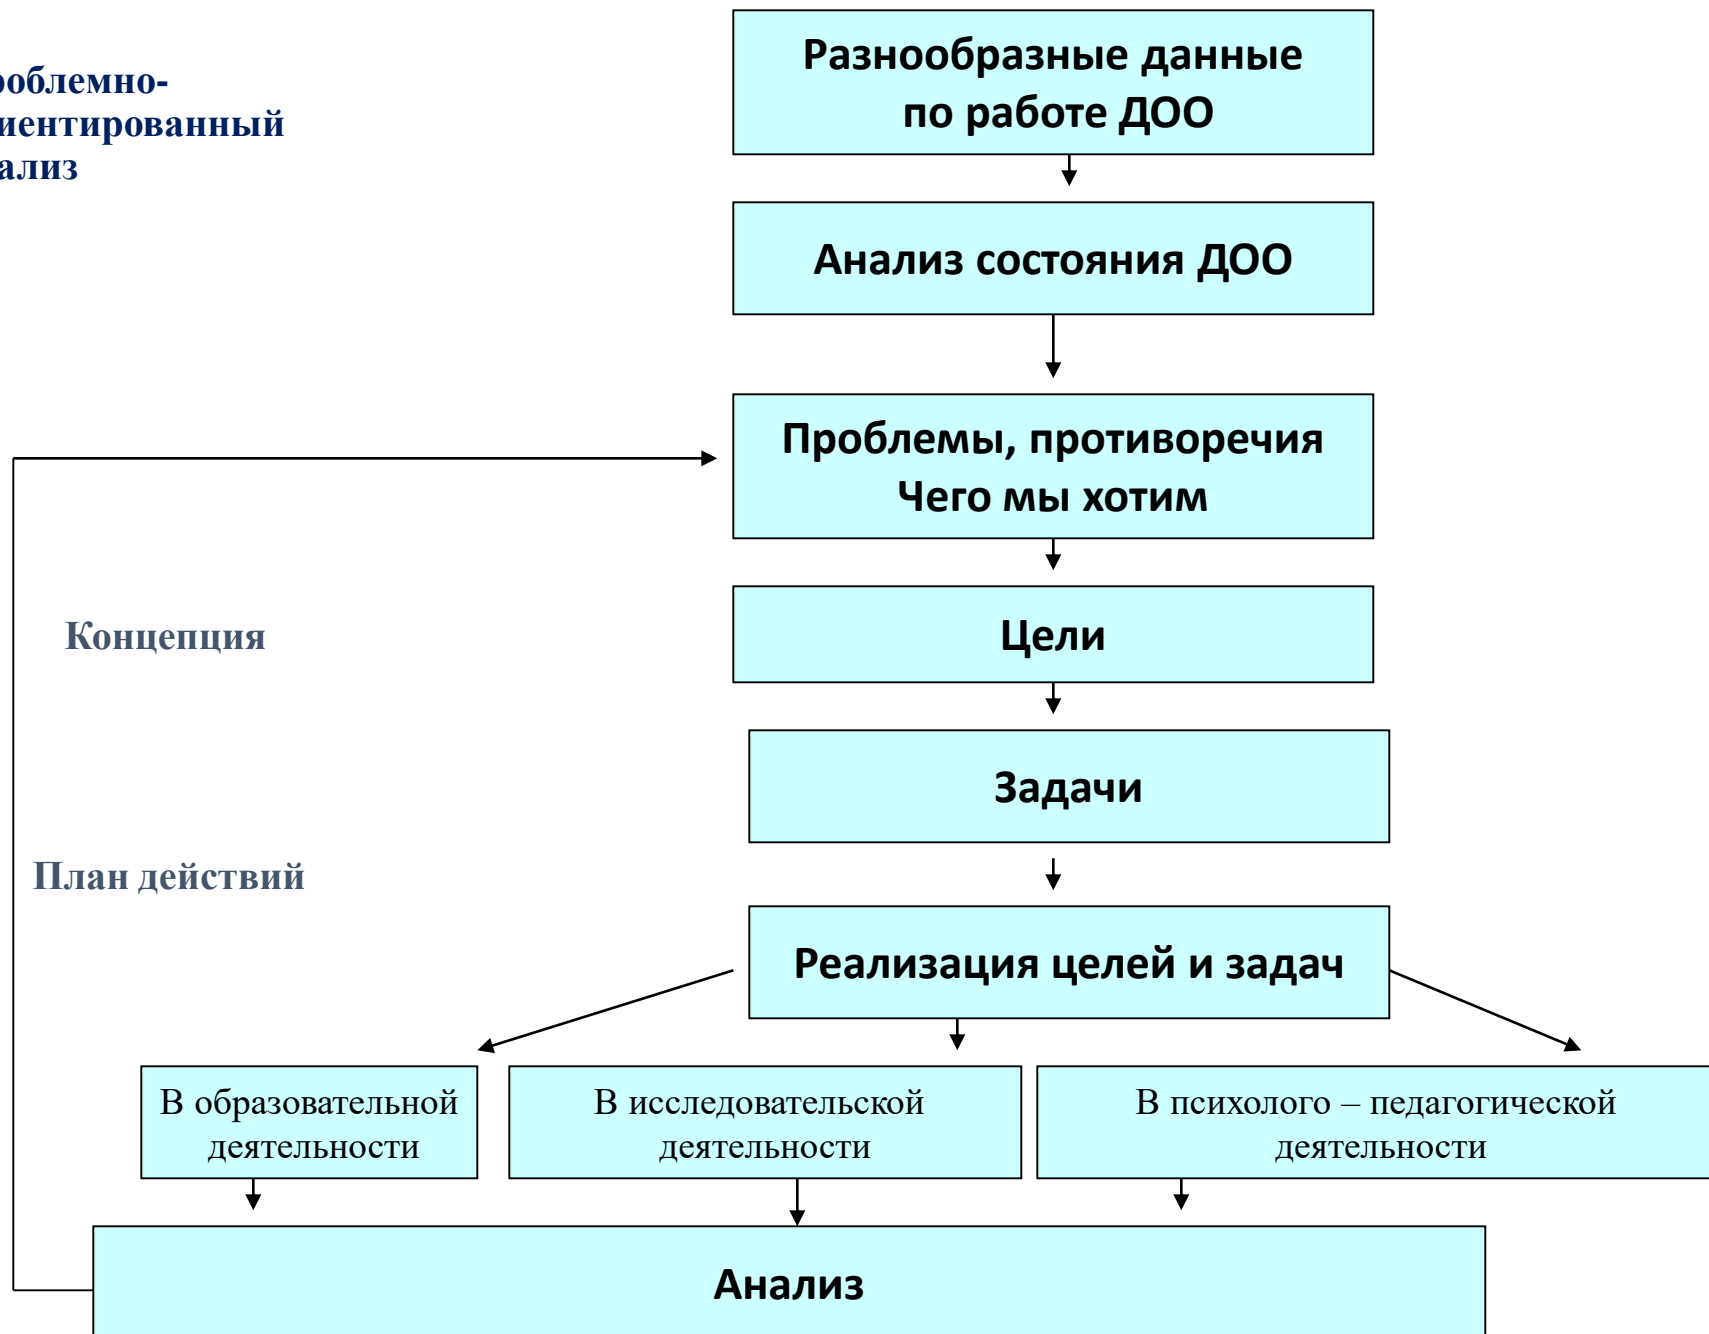 Разнообразные данные
по работе ДОО
роблемно-
иентированный
ализ
Анализ состояния ДОО
Проблемы, противоречия
Чего мы хотим
Концепция
Цели
Задачи
План действий
Реализация целей и задач
В образовательной
деятельности
В исследовательской
деятельности
В психолого – педагогической
деятельности
Анализ